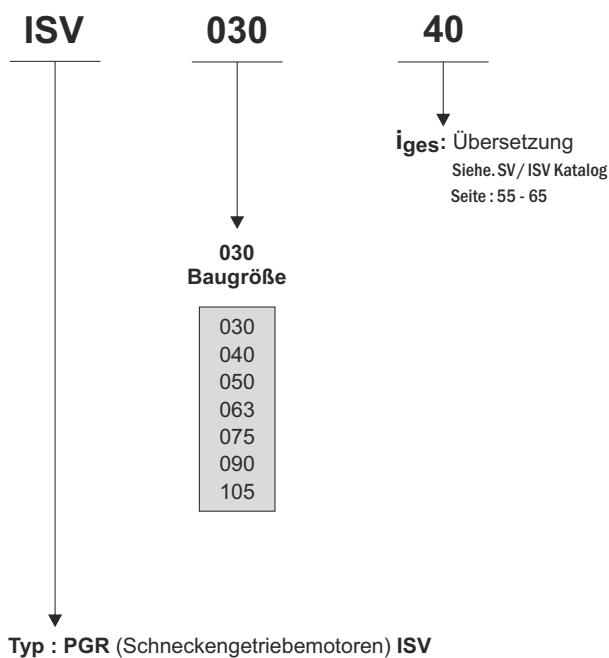 ISV 030 40
iges: Übersetzung
Siehe. SV / ISV Katalog
Seite : 55 - 65
030
Baugröße
030
040
050
063
075
090
105
Typ : PGR (Schneckengetriebemotoren) ISV